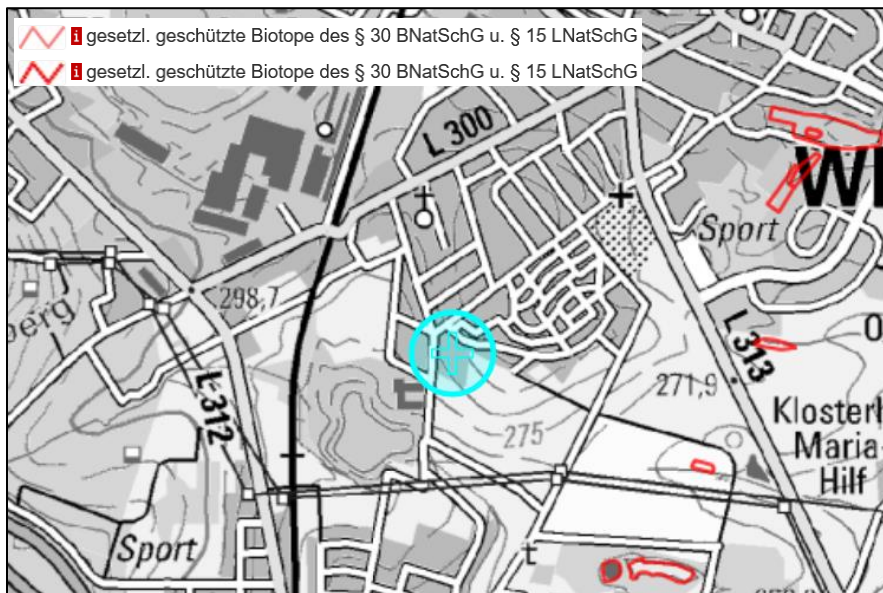 i gesetzl. geschützte Biotope des § 30 BNatSchG u. § 15 LNatSchG
i gesetzl. geschützte Biotope des § 30 BNatSchG u. § 15 LNatSchG
L 300
Sport
298,7
berg
L 313
271,9
L 312
275
Klosterk
Maria-
Hilf
Sport
t